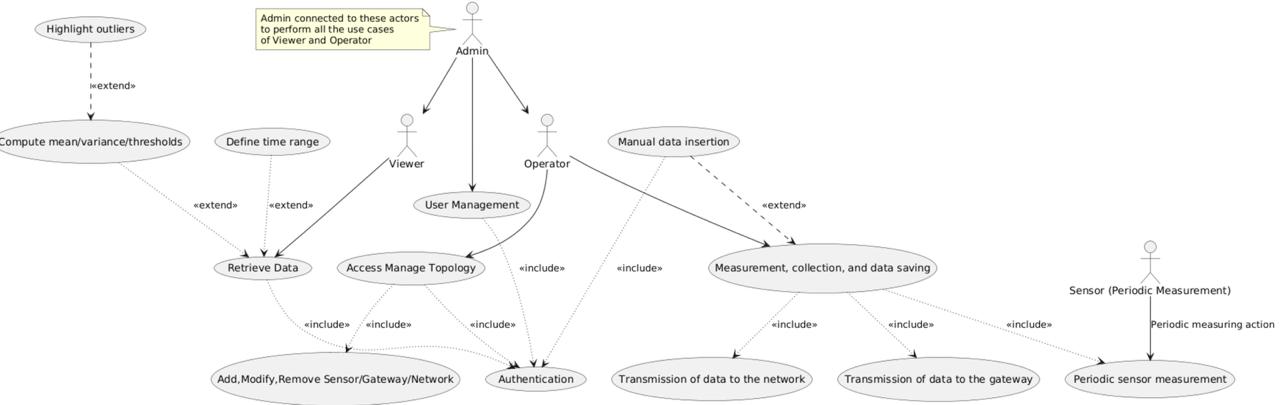 Admin connected to these actors
to perform all the use cases
of Viewer and Operator
Highlight outliers
Admin
«extend»
Compute mean/variance/thresholds
Define time range
Viewer
Operator
Manual data insertion
«extend»
«extend»
User Management
«extend»
Retrieve Data
Access Manage Topology
«include»
«include»
Measurement, collection, and data saving
Sensor (Periodic Measurement)
«include»
«include»
«include»
«include»
«include»
«include»
Periodic measuring action
Add,Modify,Remove Sensor/Gateway/Network
Authentication
Transmission of data to the network
Transmission of data to the gateway
Periodic sensor measurement